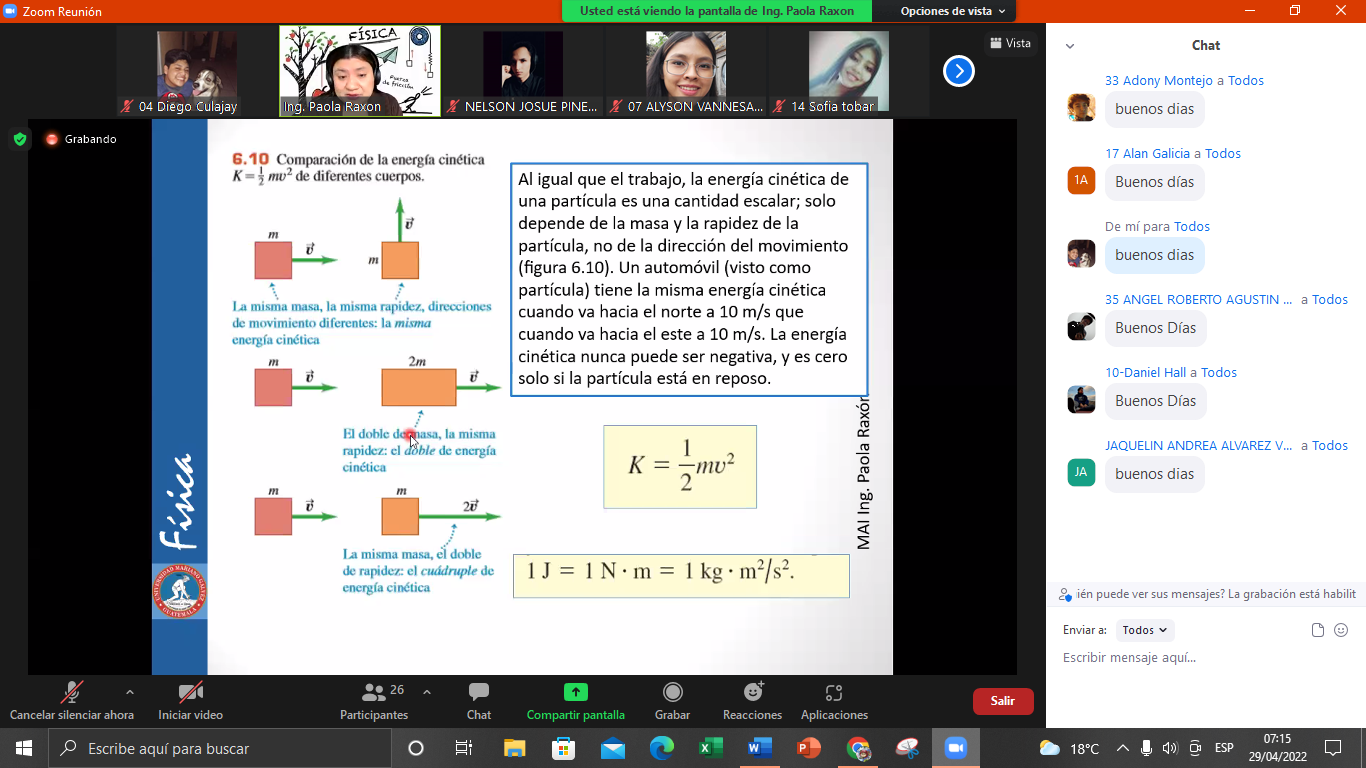 Zoom Reunión
Usted está viendo la pantalla de Ing. Paola Raxon
Opciones de vista
FÍSICA
Fuerza
de fricción
04 Diego Culajay
Ing. Paola Raxon
NELSON JOSUE PINE...
07 ALYSON VANNESA...
14 Sofia tobar
Vista
Grabando
6.10 Comparación de la energía cinética
K = 1/2 mv² de diferentes cuerpos.
m
v
v
m
La misma masa, la misma rapidez, direcciones
de movimiento diferentes: la misma
energía cinética
m
v
2m
v
El doble de masa, la misma
rapidez: el doble de energía
cinética
m
v
m
2v
La misma masa, el doble
de rapidez: el cuádruple de
energía cinética
Al igual que el trabajo, la energía cinética de
una partícula es una cantidad escalar; solo
depende de la masa y la rapidez de la
partícula, no de la dirección del movimiento
(figura 6.10). Un automóvil (visto como
partícula) tiene la misma energía cinética
cuando va hacia el norte a 10 m/s que
cuando va hacia el este a 10 m/s. La energía
cinética nunca puede ser negativa, y es cero
solo si la partícula está en reposo.
K = 1/2 mv²
1 J = 1 N · m = 1 kg · m²/s².
MAI Ing. Paola Raxón
Física
UNIVERSIDAD MARIANO GALVEZ
GUATEMALA
Chat
33 Adony Montejo a Todos
buenos dias
17 Alan Galicia a Todos
1A
Buenos días
De mí para Todos
buenos dias
35 ANGEL ROBERTO AGUSTIN ... a Todos
Buenos Días
10-Daniel Hall a Todos
Buenos Días
JAQUELIN ANDREA ALVAREZ V... a Todos
JA
buenos dias
ién puede ver sus mensajes? La grabación está habilit
Enviar a: Todos
Escribir mensaje aquí...
Cancelar silenciar ahora
Iniciar video
26
Participantes
Chat
Compartir pantalla
Grabar
Reacciones
Aplicaciones
Salir
Escribe aquí para buscar
18°C
ESP
07:15
29/04/2022